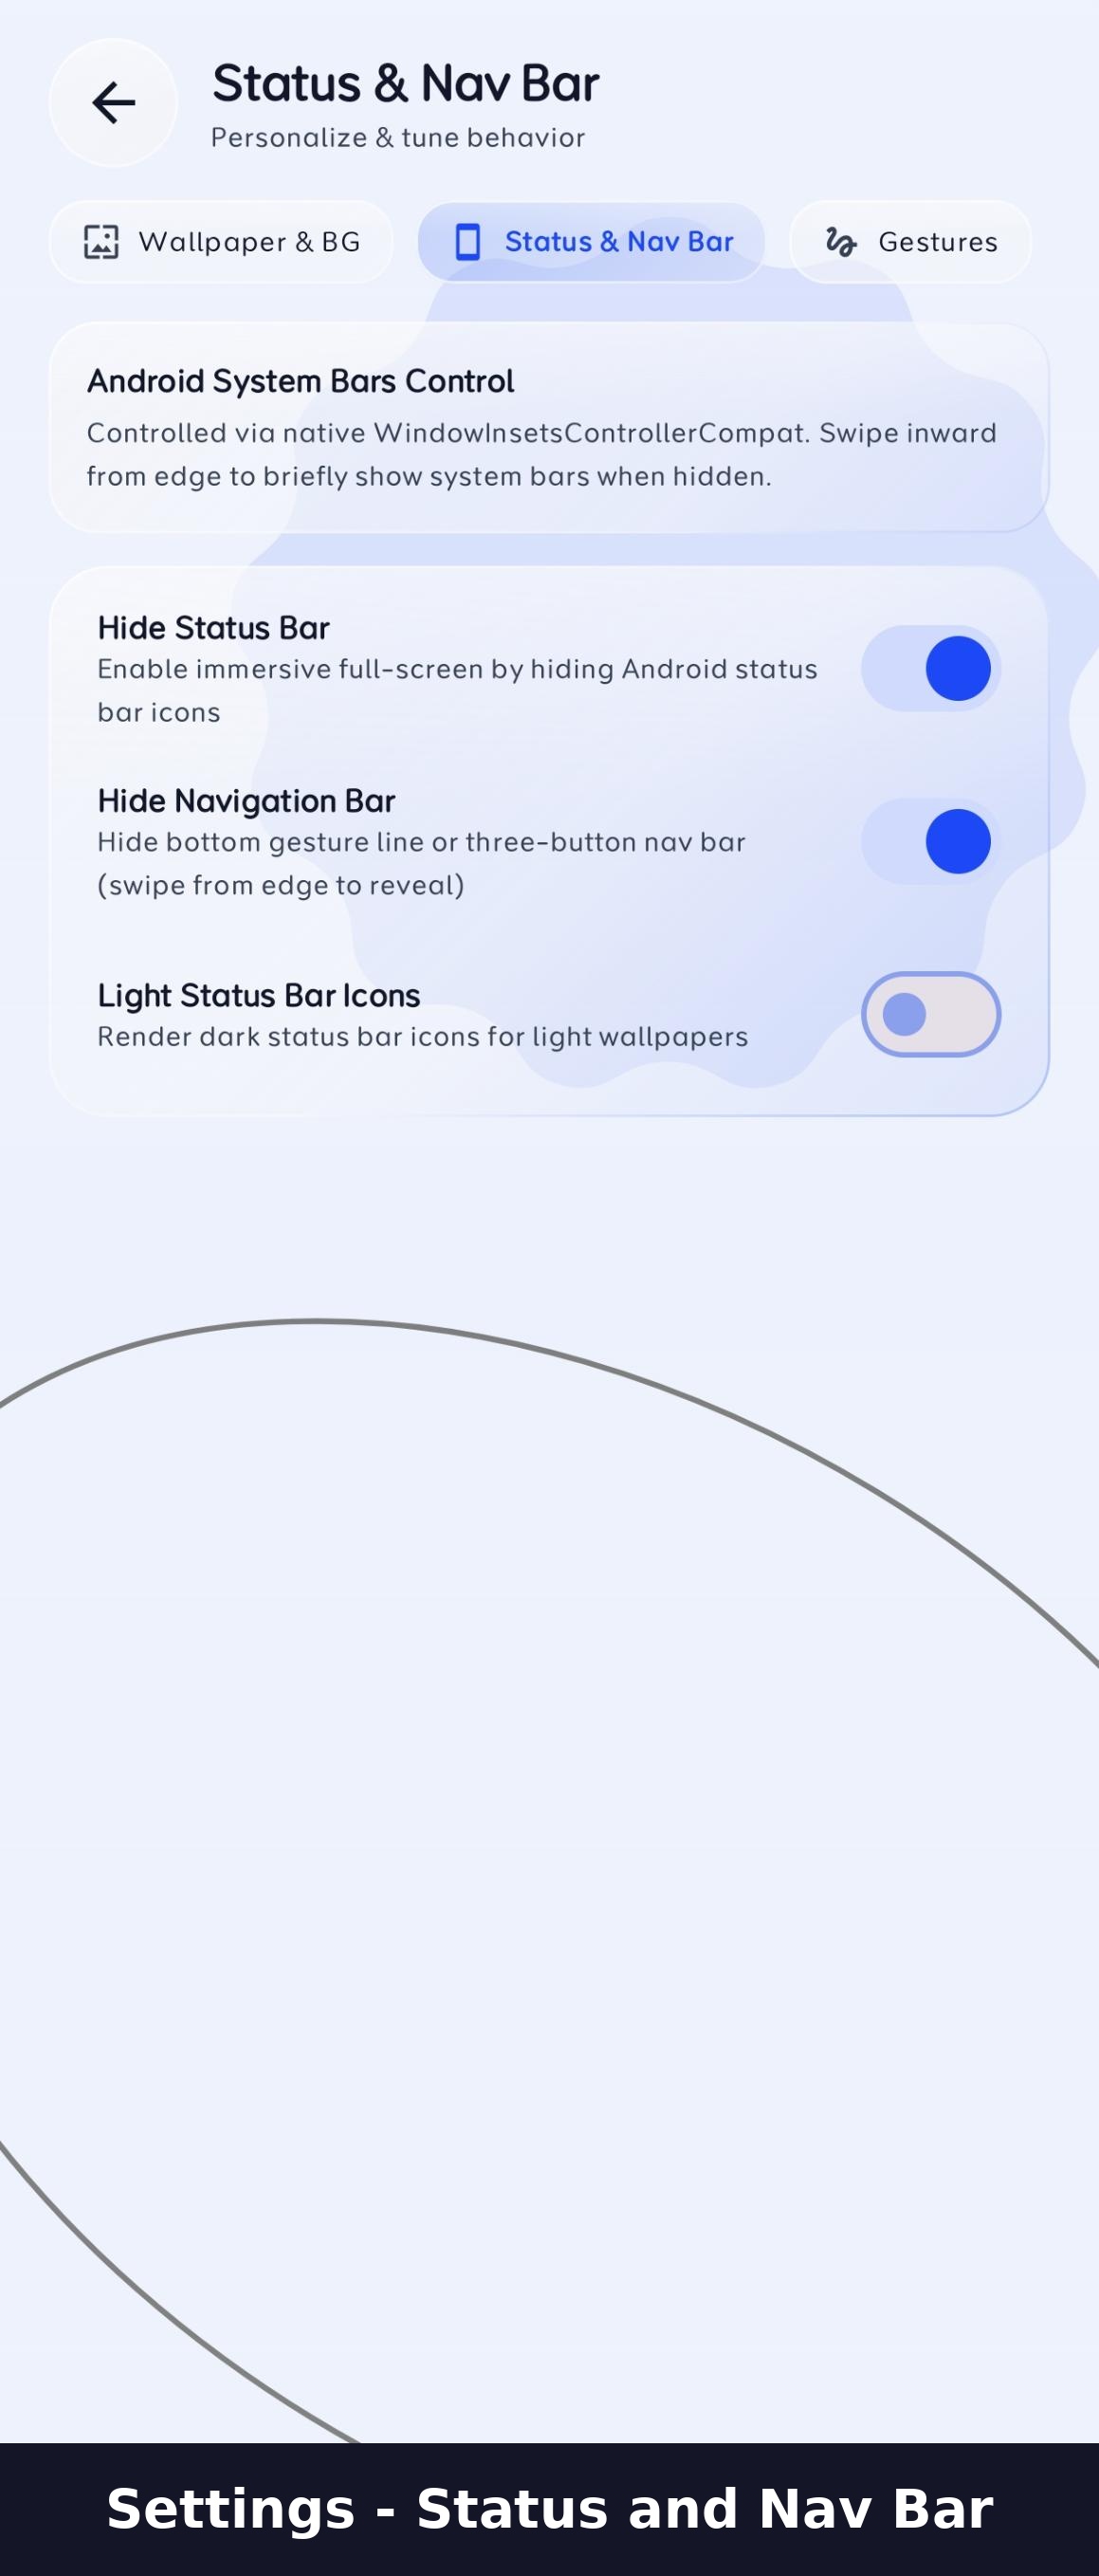 Status & Nav Bar
Personalize & tune behavior
Wallpaper & BG
Status & Nav Bar
Gestures
Android System Bars Control
Controlled via native WindowInsetsControllerCompat. Swipe inward
from edge to briefly show system bars when hidden.
Hide Status Bar
Enable immersive full-screen by hiding Android status
bar icons
Hide Navigation Bar
Hide bottom gesture line or three-button nav bar
(swipe from edge to reveal)
Light Status Bar Icons
Render dark status bar icons for light wallpapers
Settings - Status and Nav Bar